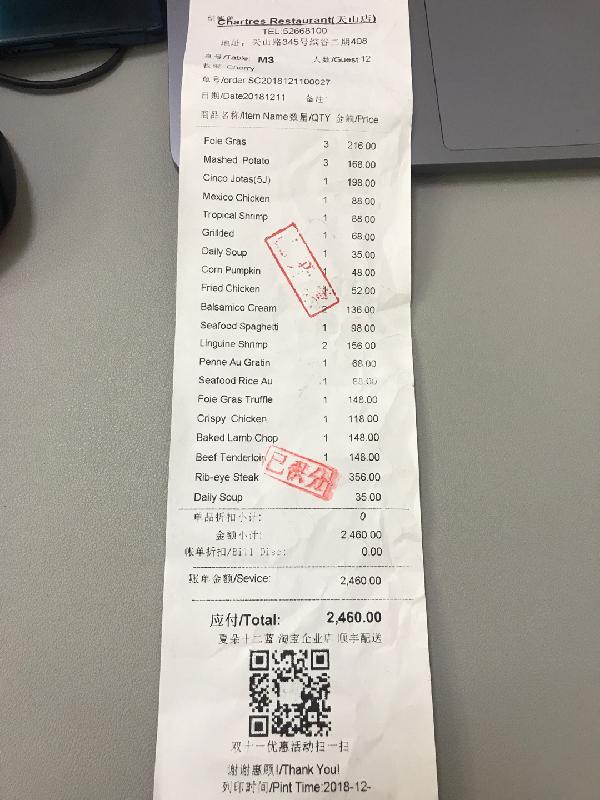 Chartres Restaurant(天山店)
TEL:52668100
地址: 天山路345号缤谷二期408
桌号/Table: M3 人数/Guest:12
收银: Cherry
单号/order SC2018121100027
日期/Date20181211 备注:
商品名称/Item Name数量/QTY 金额/Price
Foie Gras 3 216.00
Mashed Potato 3 168.00
Cinco Jotas(5J) 1 198.00
Mexico Chicken 1 88.00
Tropical Shrimp 1 88.00
Grillded 1 68.00
Daily Soup 1 35.00
Corn Pumpkin 1 48.00
Fried Chicken 1 52.00
Balsamico Cream 2 136.00
Seafood Spaghetti 1 98.00
Linguine Shrimp 2 156.00
Penne Au Gratin 1 68.00
Seafood Rice Au 1 88.00
Foie Gras Truffle 1 148.00
Crispy Chicken 1 118.00
Baked Lamb Chop 1 148.00
Beef Tenderloin 1 148.00
已积分
Rib-eye Steak 356.00
Daily Soup 35.00
单品折扣小计: 0
金额小计: 2,460.00
帐单折扣/Bill Disc: 0.00
账单金额/Sevice: 2,460.00
应付/Total: 2,460.00
夏朵十二蓝 淘宝企业店 顺丰配送
双十一优惠活动扫一扫
谢谢惠顾!/Thank You!
列印时间/Pint Time:2018-12-